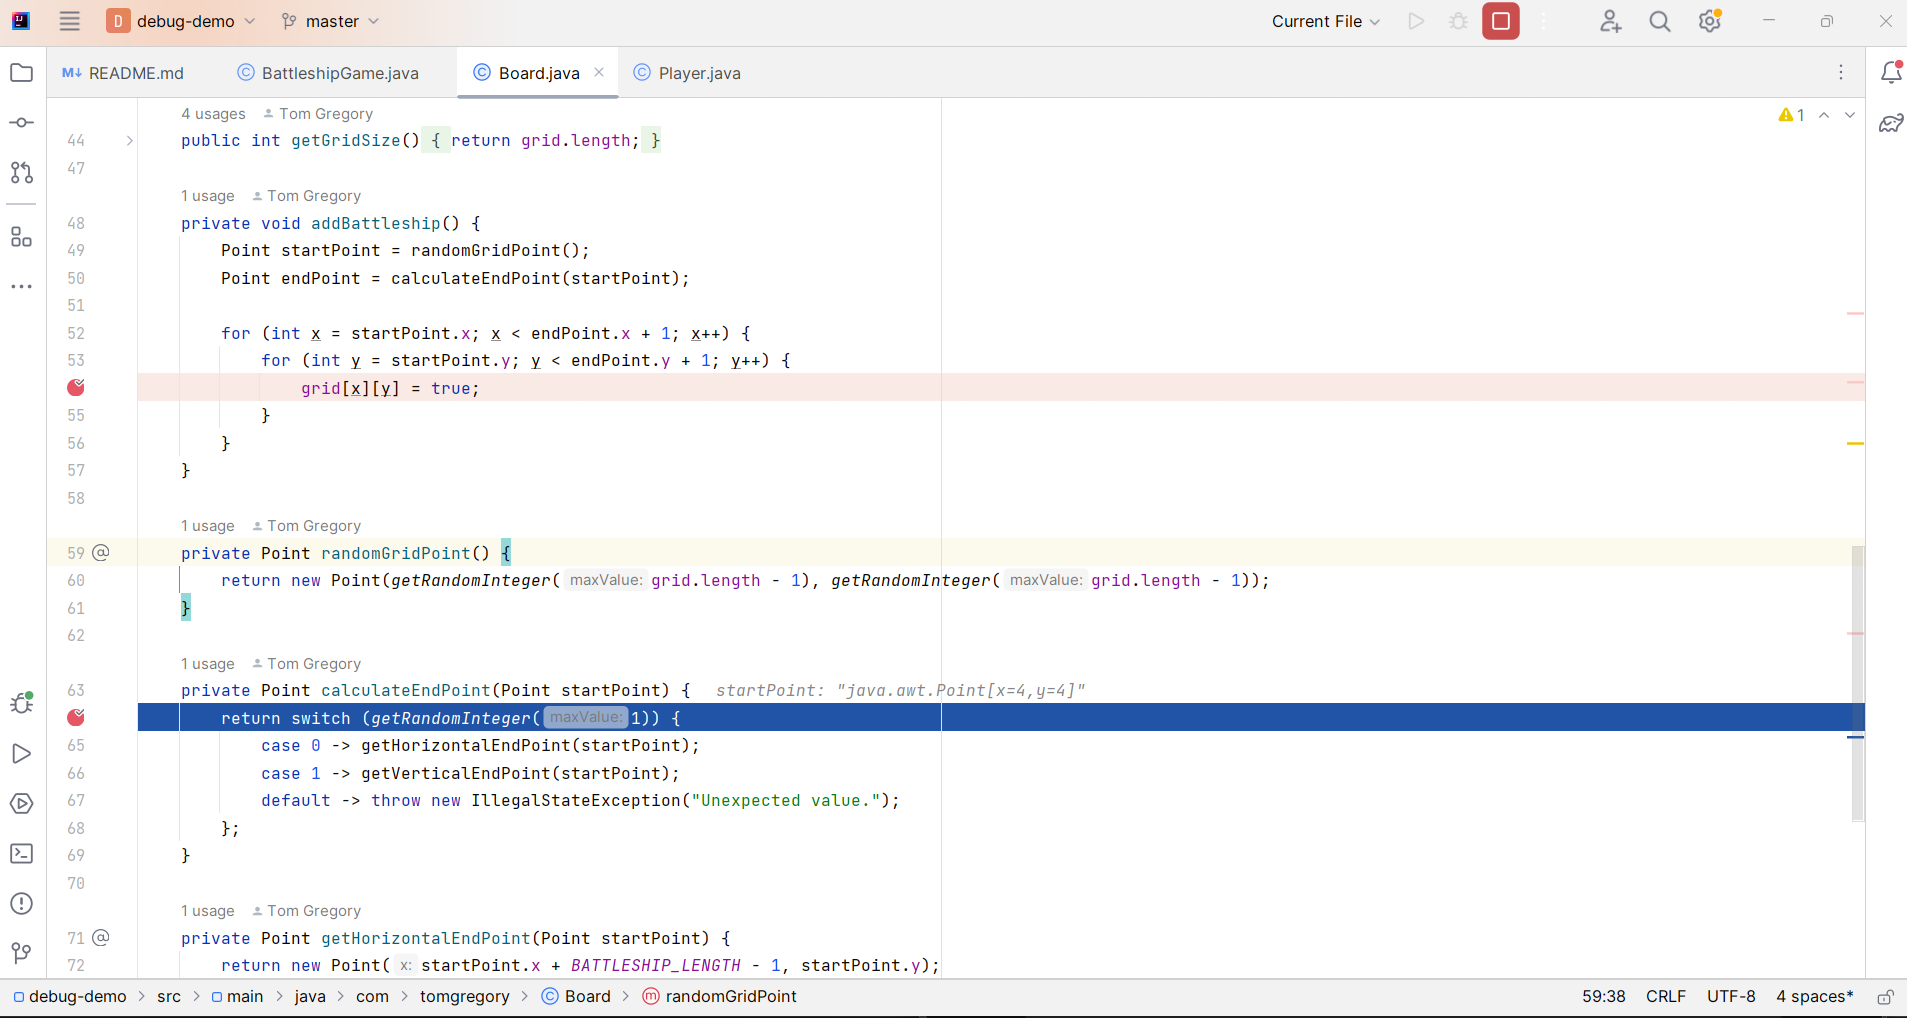 D debug-demo master Current File
README.md BattleshipGame.java Board.java Player.java
4 usages Tom Gregory
1
44 public int getGridSize() { return grid.length; }
47
1 usage Tom Gregory
48 private void addBattleship() {
49 Point startPoint = randomGridPoint();
50 Point endPoint = calculateEndPoint(startPoint);
51
52 for (int x = startPoint.x; x < endPoint.x + 1; x++) {
53 for (int y = startPoint.y; y < endPoint.y + 1; y++) {
grid[x][y] = true;
55 }
56 }
57 }
58
1 usage Tom Gregory
59 @ private Point randomGridPoint() {
60 return new Point(getRandomInteger( maxValue: grid.length - 1), getRandomInteger( maxValue: grid.length - 1));
61 }
62
1 usage Tom Gregory
63 private Point calculateEndPoint(Point startPoint) { startPoint: "java.awt.Point[x=4,y=4]"
return switch (getRandomInteger( maxValue: 1)) {
65 case 0 -> getHorizontalEndPoint(startPoint);
66 case 1 -> getVerticalEndPoint(startPoint);
67 default -> throw new IllegalStateException("Unexpected value.");
68 };
69 }
70
1 usage Tom Gregory
71 @ private Point getHorizontalEndPoint(Point startPoint) {
72 return new Point( x: startPoint.x + BATTLESHIP_LENGTH - 1, startPoint.y);
debug-demo > src > main > java > com > tomgregory > Board > randomGridPoint 59:38 CRLF UTF-8 4 spaces*